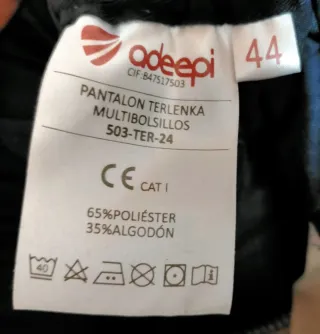 adeepi 44
CIF:B47517503
PANTALON TERLENKA
MULTIBOLSILLOS
503-TER-24
CE CAT I
65%POLIÉSTER
35%ALGODÓN
40